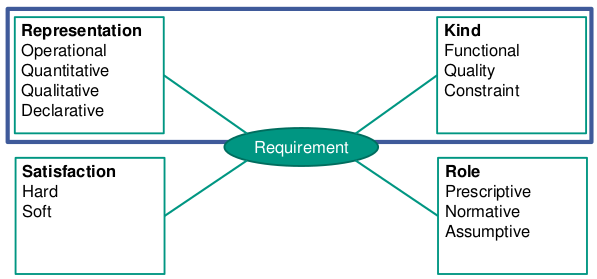 Representation
Operational
Quantitative
Qualitative
Declarative
Kind
Functional
Quality
Constraint
Requirement
Satisfaction
Hard
Soft
Role
Prescriptive
Normative
Assumptive